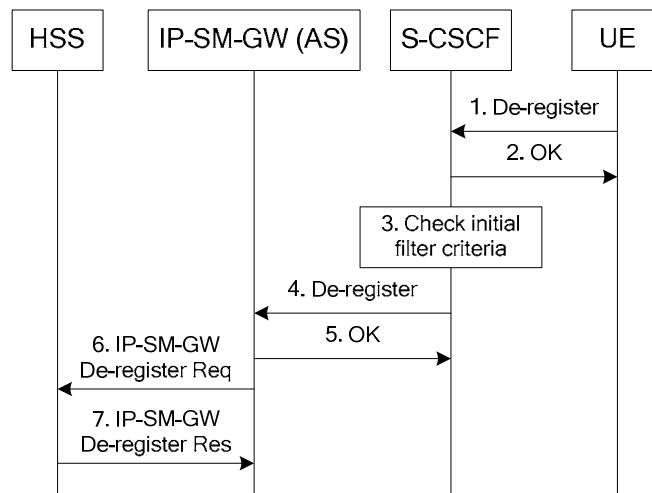 HSS
IP-SM-GW (AS)
S-CSCF
UE
1. De-register
2. OK
3. Check initial
filter criteria
4. De-register
5. OK
6. IP-SM-GW
De-register Req
7. IP-SM-GW
De-register Res